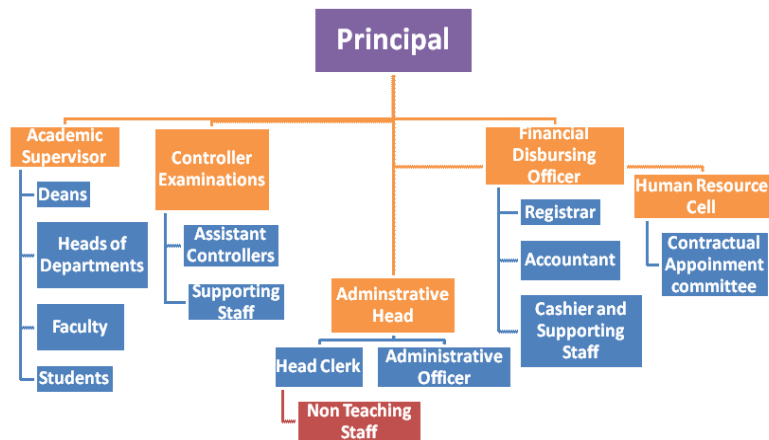 Principal
Academic
Supervisor
Deans
Heads of
Departments
Faculty
Students
Controller
Examinations
Assistant
Controllers
Supporting
Staff
Adminstrative
Head
Head Clerk
Administrative
Officer
Non Teaching
Staff
Financial
Disbursing
Officer
Registrar
Accountant
Cashier and
Supporting
Staff
Human Resource
Cell
Contractual
Appoinment
committee